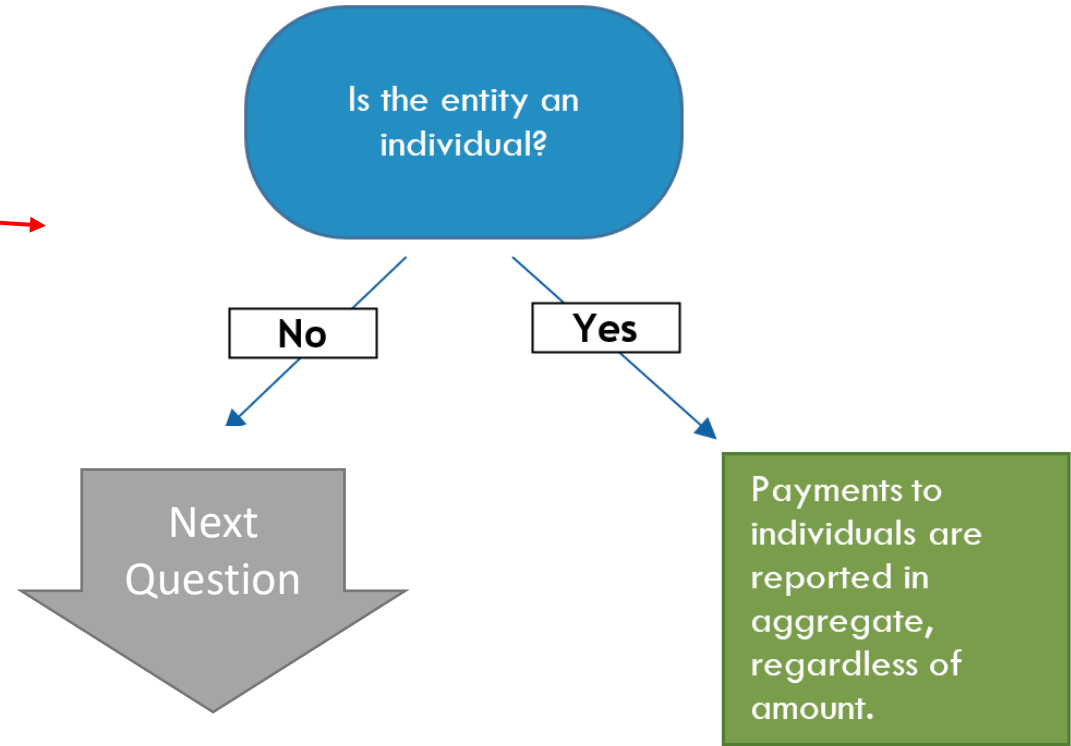 Is the entity an
individual?
No
Yes
Next
Question
Payments to
individuals are
reported in
aggregate,
regardless of
amount.